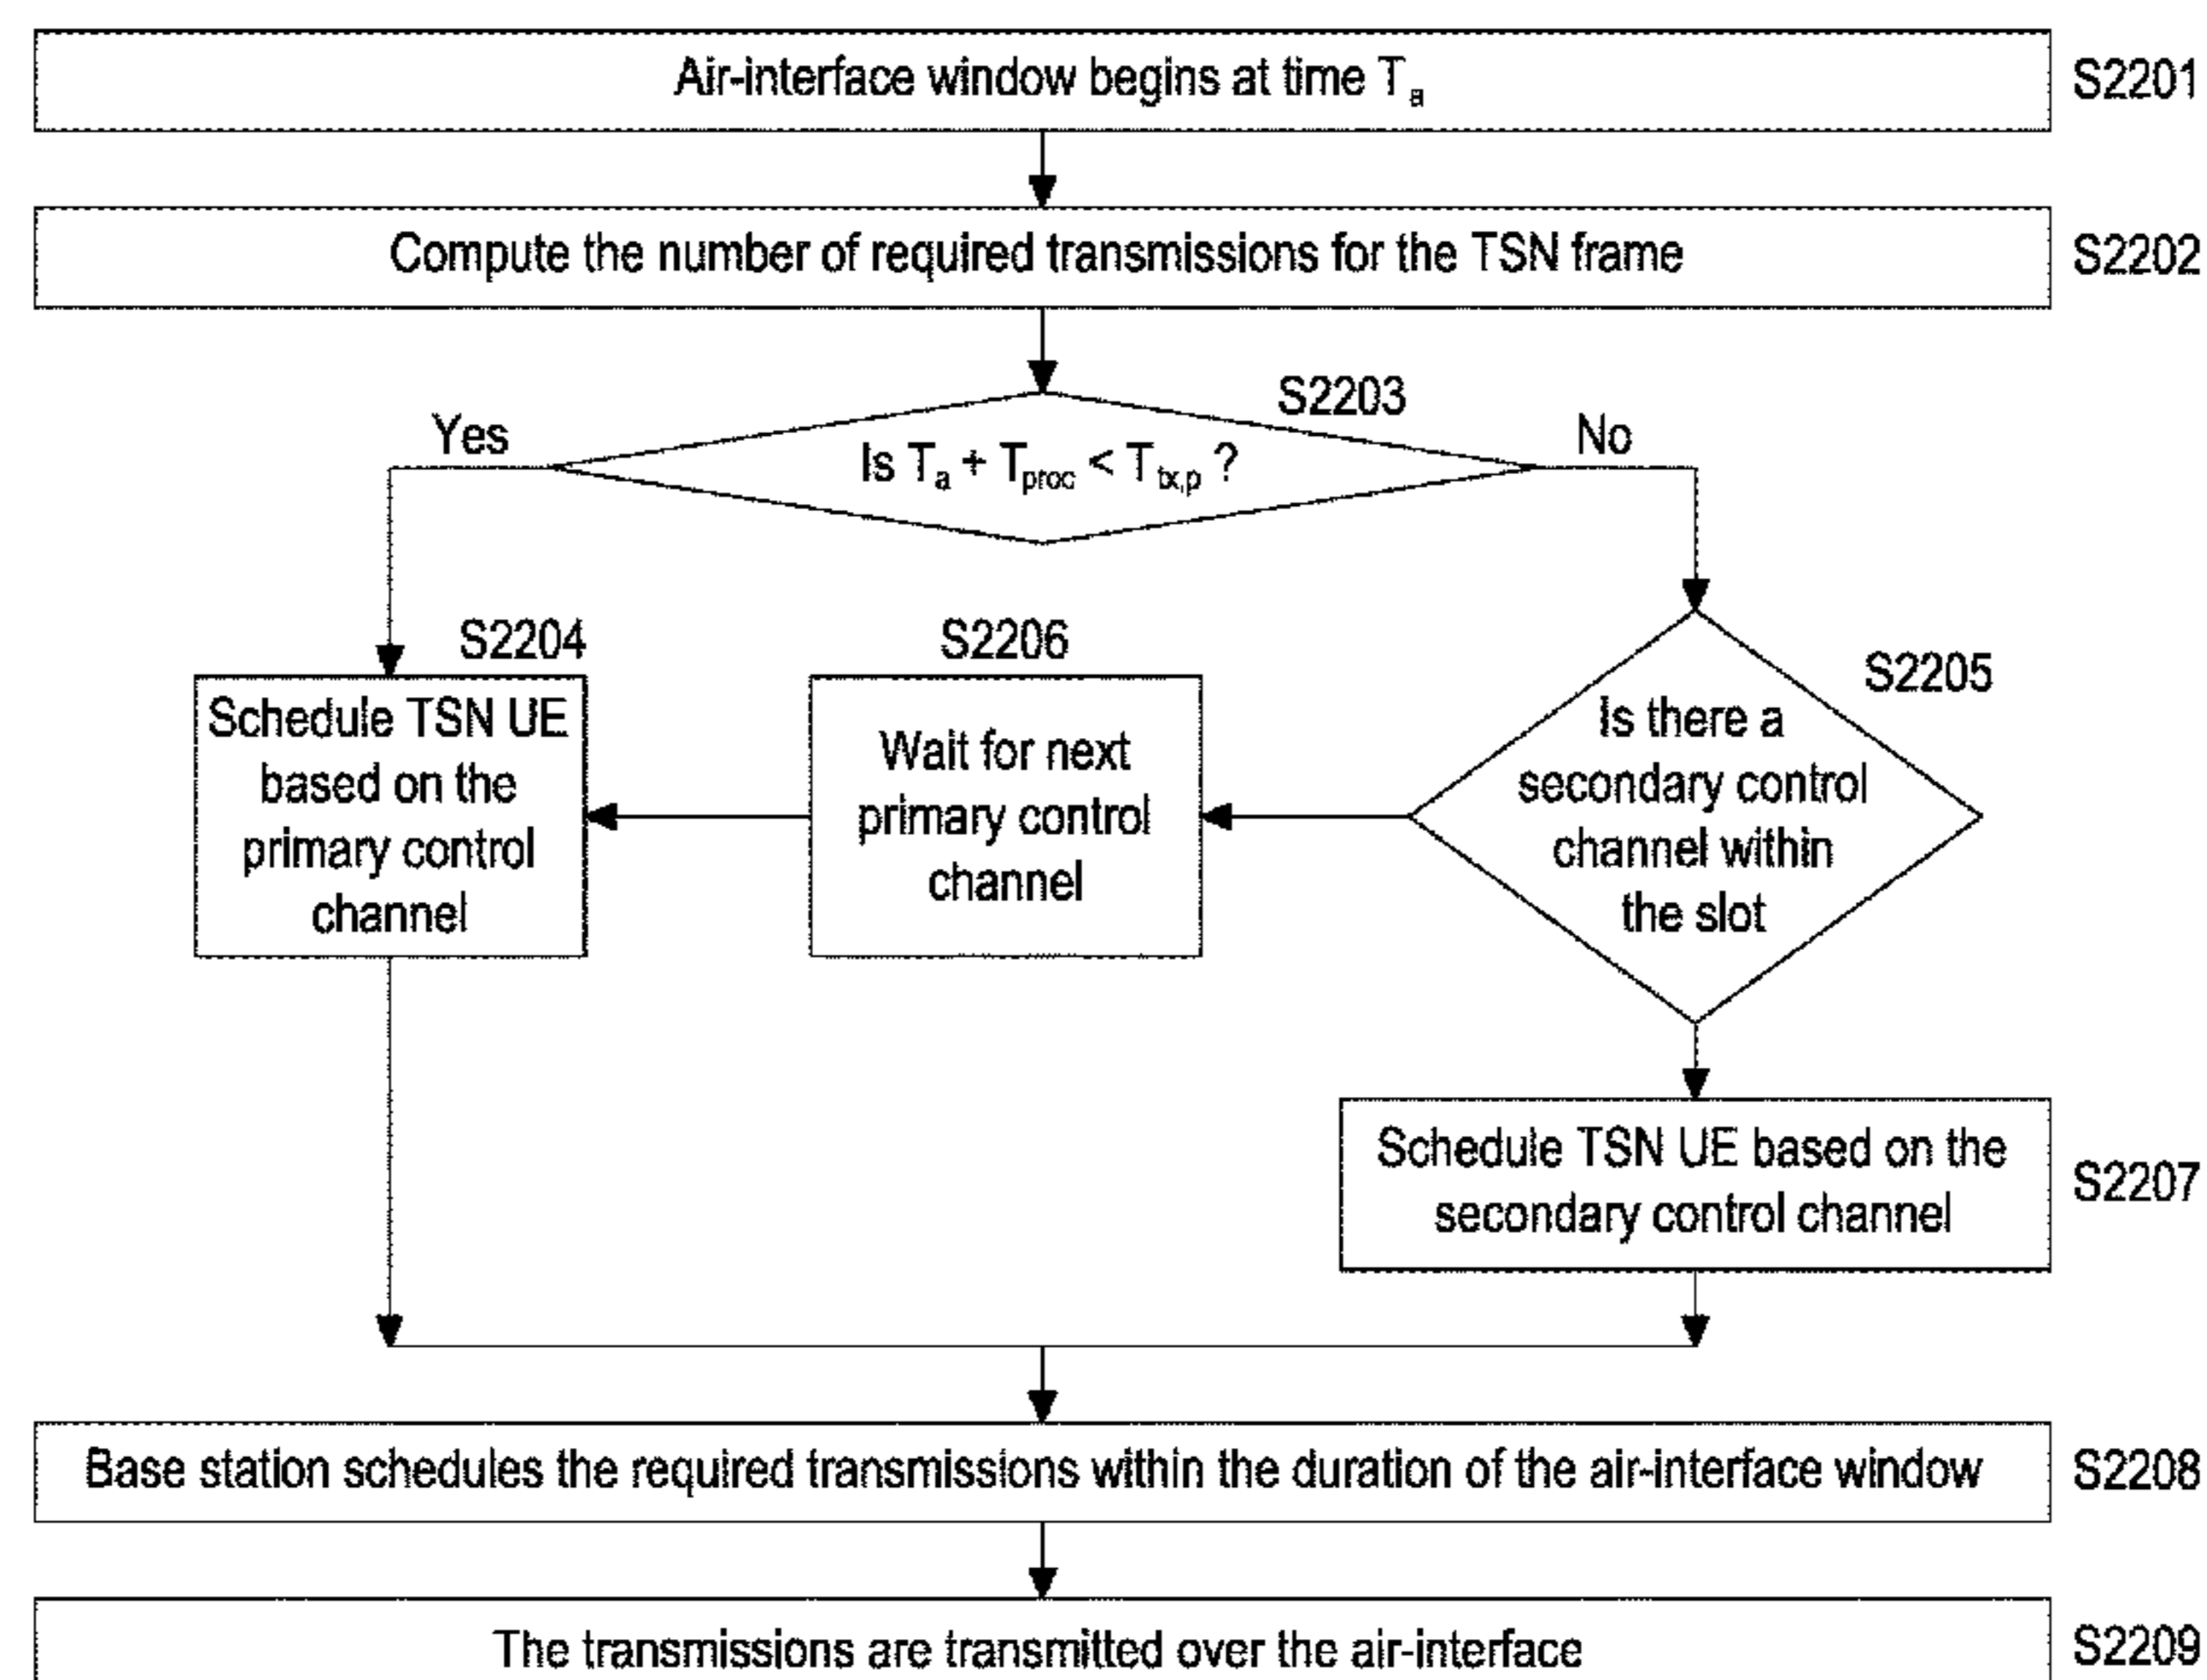 Air-interface window begins at time Ta
S2201
Compute the number of required transmissions for the TSN frame
S2202
S2203
Yes
Is Ta + Tproc < Ttx,p ?
No
S2204
Schedule TSN UE
based on the
primary control
channel
S2206
Wait for next
primary control
channel
S2205
Is there a
secondary control
channel within
the slot
Schedule TSN UE based on the
secondary control channel
S2207
Base station schedules the required transmissions within the duration of the air-interface window
S2208
The transmissions are transmitted over the air-interface
S2209